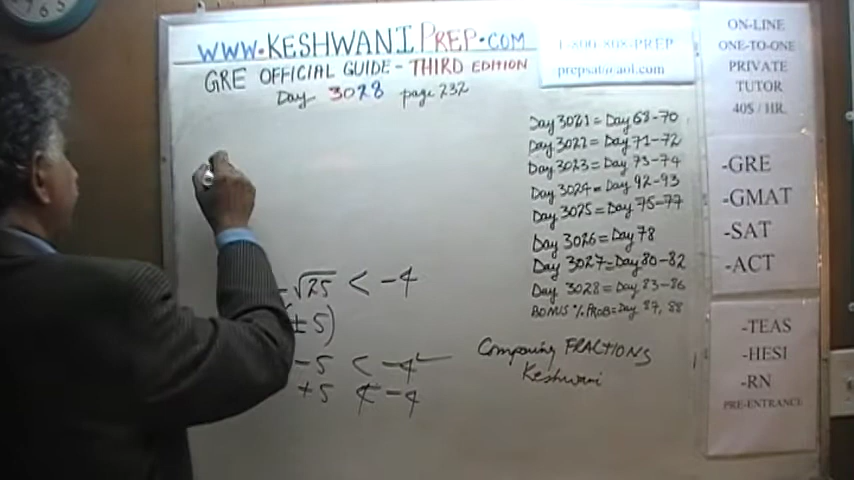 WWW.KESHWANIPREP.COM
GRE OFFICIAL GUIDE - THIRD EDITION
Day 3028 page 232
1-800-808-PREP
prepsat@aol.com
Day 3021 = Day 68-70
Day 3022 = Day 71-72
Day 3023 = Day 73-74
Day 3024 = Day 92-93
Day 3025 = Day 75-77
Day 3026 = Day 78
Day 3027 = Day 80-82
Day 3028 = Day 83-86
BONUS % PROB = Day 87, 88
-√25 < -4
(±5)
-5 < -4
+5 ≮ -4
Comparing FRACTIONS
Keshwani
ON-LINE
ONE-TO-ONE
PRIVATE
TUTOR
40$ / HR.
-GRE
-GMAT
-SAT
-ACT
-TEAS
-HESI
-RN
PRE-ENTRANCE